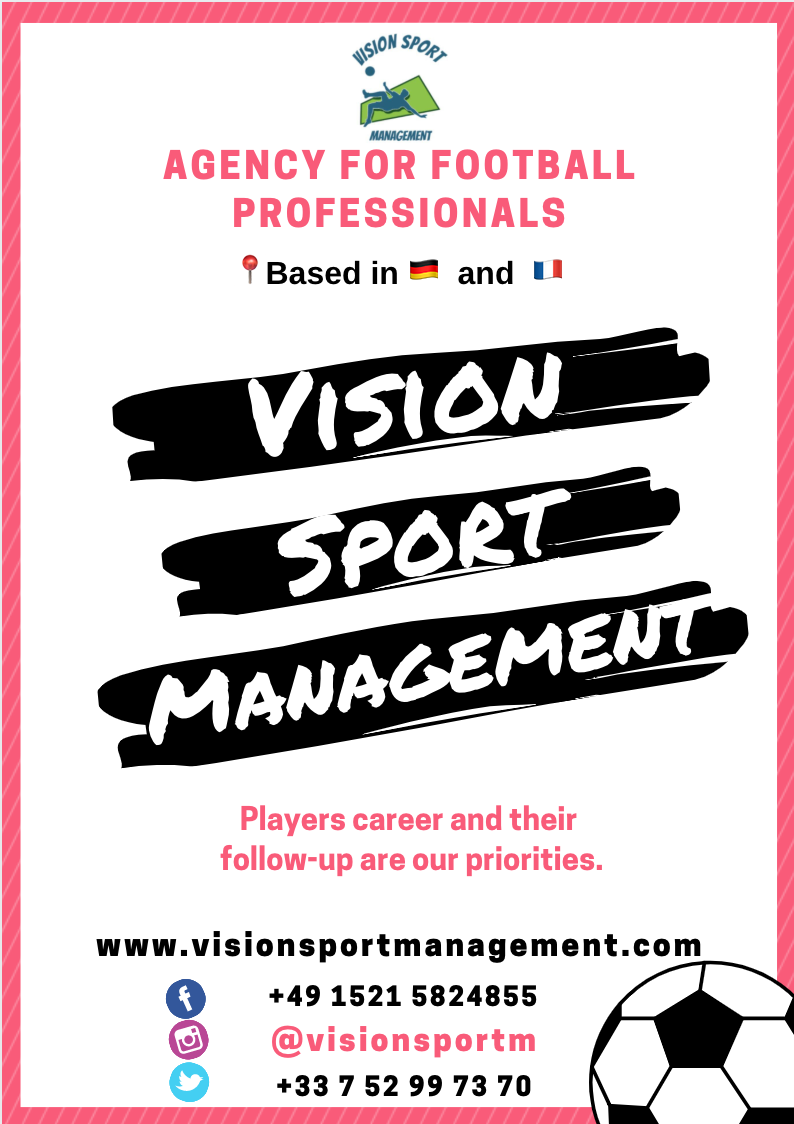 VISION SPORT
MANAGEMENT
AGENCY FOR FOOTBALL
PROFESSIONALS
📍Based in 🇩🇪 and 🇫🇷
VISION
SPORT
MANAGEMENT
Players career and their
follow-up are our priorities.
www.visionsportmanagement.com
+49 1521 5824855
@visionsportm
+33 7 52 99 73 70